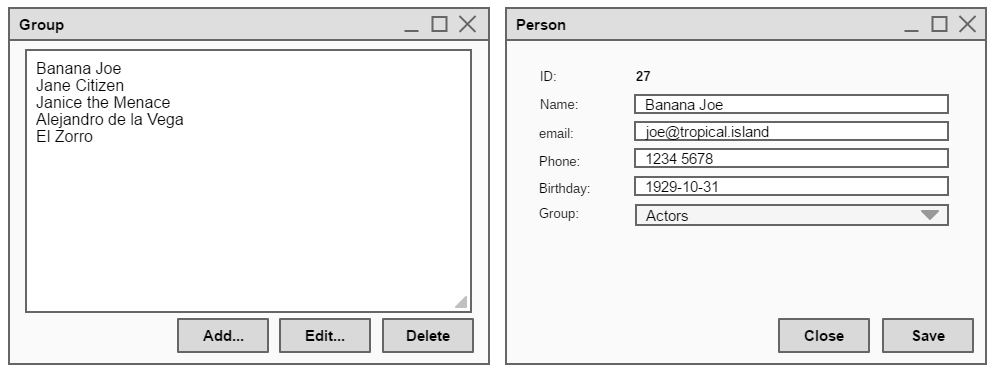 Group
Banana Joe
Jane Citizen
Janice the Menace
Alejandro de la Vega
El Zorro
Add...
Edit...
Delete
Person
ID: 27
Name: Banana Joe
email: joe@tropical.island
Phone: 1234 5678
Birthday: 1929-10-31
Group: Actors
Close
Save